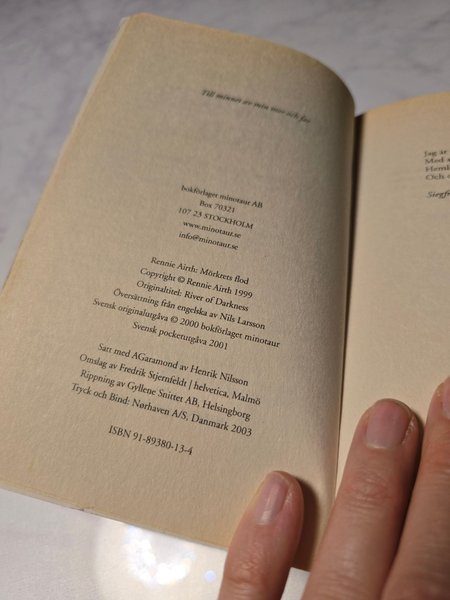 Till minnet av min mor och far
bokförlaget minotaur AB
Box 70321
107 23 STOCKHOLM
www.minotaur.se
info@minotaur.se
Rennie Airth: Mörkrets flod
Copyright © Rennie Airth 1999
Originaltitel: River of Darkness
Översättning från engelska av Nils Larsson
Svensk originalutgåva © 2000 bokförlaget minotaur
Svensk pocketutgåva 2001
Satt med AGaramond av Henrik Nilsson
Omslag av Fredrik Stjernfeldt | helvetica, Malmö
Rippning av Gyllene Snittet AB, Helsingborg
Tryck och Bind: Nørhaven A/S, Danmark 2003
ISBN 91-89380-13-4
Jag är
Med
Och